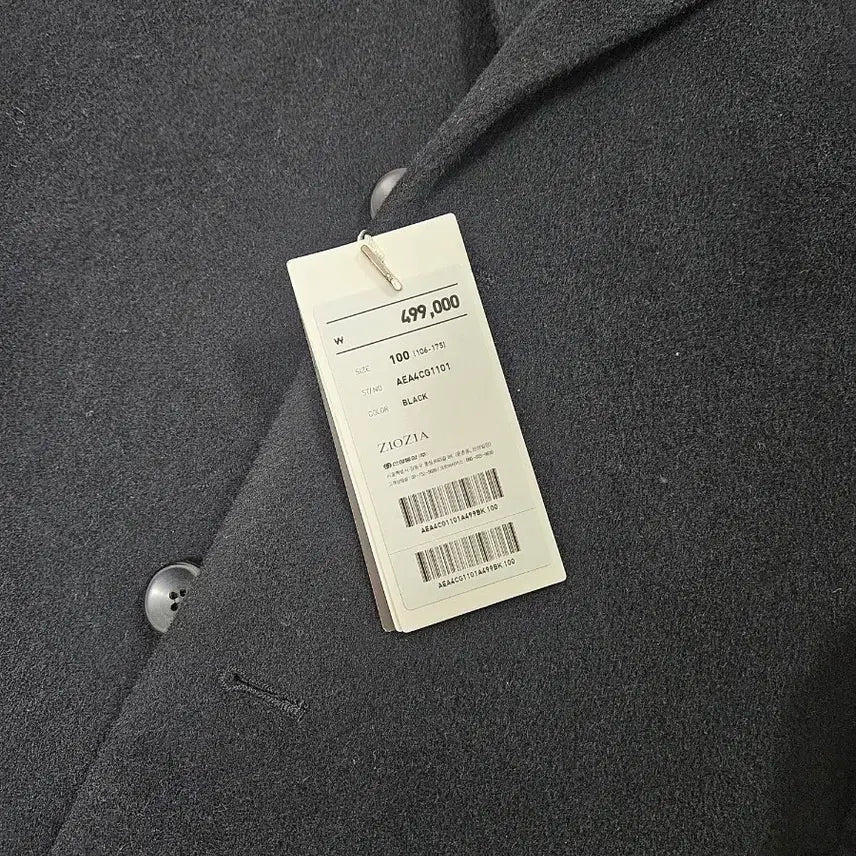 499,000
₩
SIZE 100 (106-175)
ST/NO AEA4CG1101
COLOR BLACK
ZIOZIA
AEA4CG1101A499BK100
AEA4CG1101A499BK100